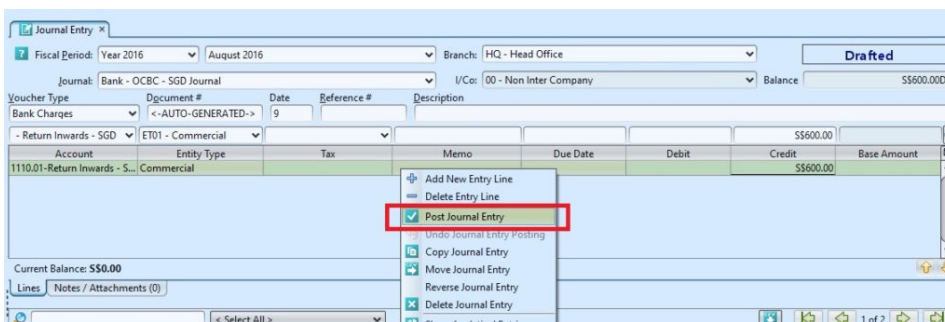 Journal Entry ×
? Fiscal Period: Year 2016 August 2016 Branch: HQ - Head Office Drafted
Journal: Bank - OCBC - SGD Journal I/Co: 00 - Non Inter Company Balance S$600.00D
Voucher Type Document # Date Reference # Description
Bank Charges <-AUTO-GENERATED-> 9
- Return Inwards - SGD ET01 - Commercial S$600.00
Account Entity Type Tax Memo Due Date Debit Credit Base Amount
1110.01-Return Inwards - S... Commercial S$600.00
Add New Entry Line
Delete Entry Line
Post Journal Entry
Undo Journal Entry Posting
Copy Journal Entry
Move Journal Entry
Reverse Journal Entry
Delete Journal Entry
Current Balance: S$0.00
Lines Notes / Attachments (0)
< Select All > 1 of 2